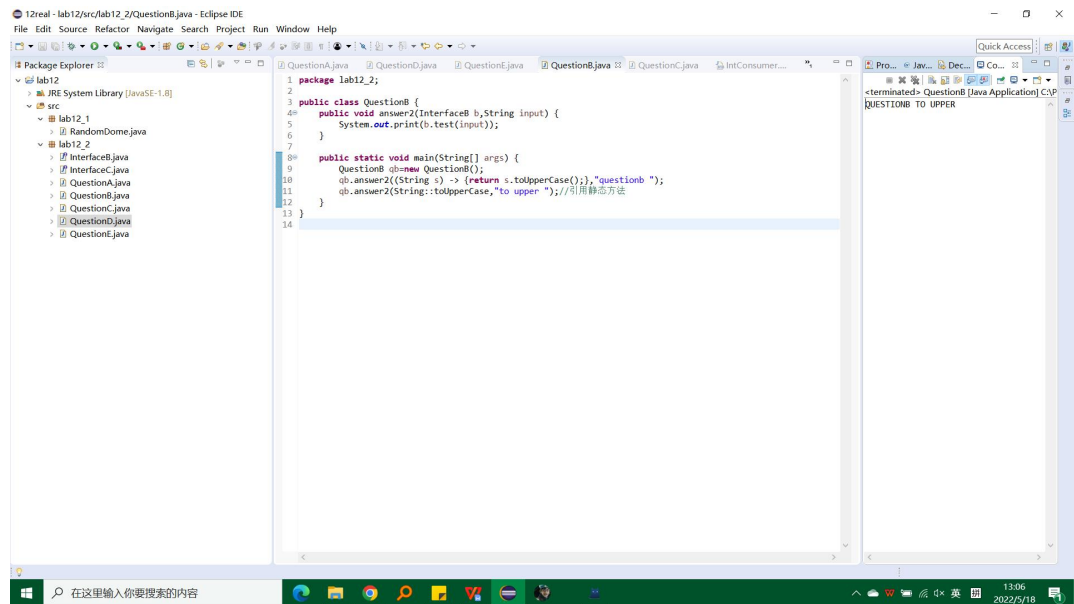 12real - lab12/src/lab12_2/QuestionB.java - Eclipse IDE
File Edit Source Refactor Navigate Search Project Run Window Help
Quick Access
Package Explorer
QuestionA.java QuestionD.java QuestionE.java QuestionB.java QuestionC.java IntConsumer....
Pro... Jav... Dec... Co...
lab12
JRE System Library [JavaSE-1.8]
src
lab12_1
RandomDome.java
lab12_2
InterfaceB.java
InterfaceC.java
QuestionA.java
QuestionB.java
QuestionC.java
QuestionD.java
QuestionE.java
1 package lab12_2;
2
3 public class QuestionB {
4 public void answer2(InterfaceB b,String input) {
5 System.out.print(b.test(input));
6 }
7
8 public static void main(String[] args) {
9 QuestionB qb=new QuestionB();
10 qb.answer2((String s) -> {return s.toUpperCase();},"questionb ");
11 qb.answer2(String::toUpperCase,"to upper ");//引用静态方法
12 }
13 }
14
<terminated> QuestionB [Java Application] C:\P
QUESTIONB TO UPPER
在这里输入你要搜索的内容
英
拼
13:06
2022/5/18